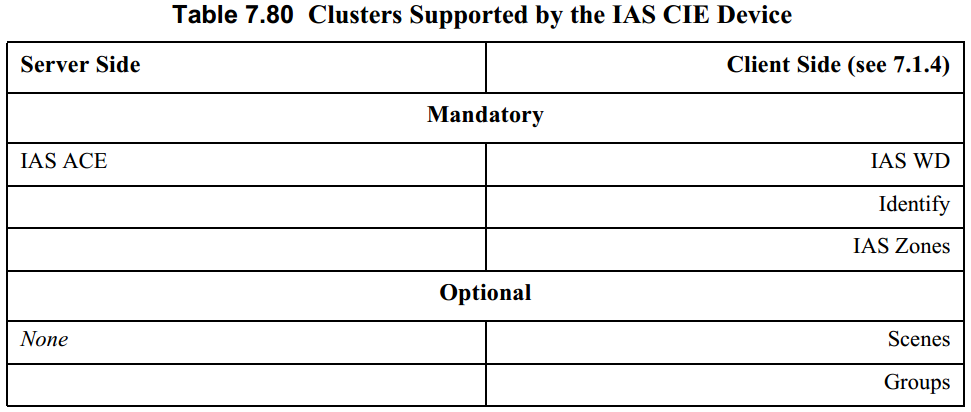 Table 7.80 Clusters Supported by the IAS CIE Device
Server Side Client Side (see 7.1.4)
Mandatory
IAS ACE IAS WD
Identify
IAS Zones
Optional
None Scenes
Groups